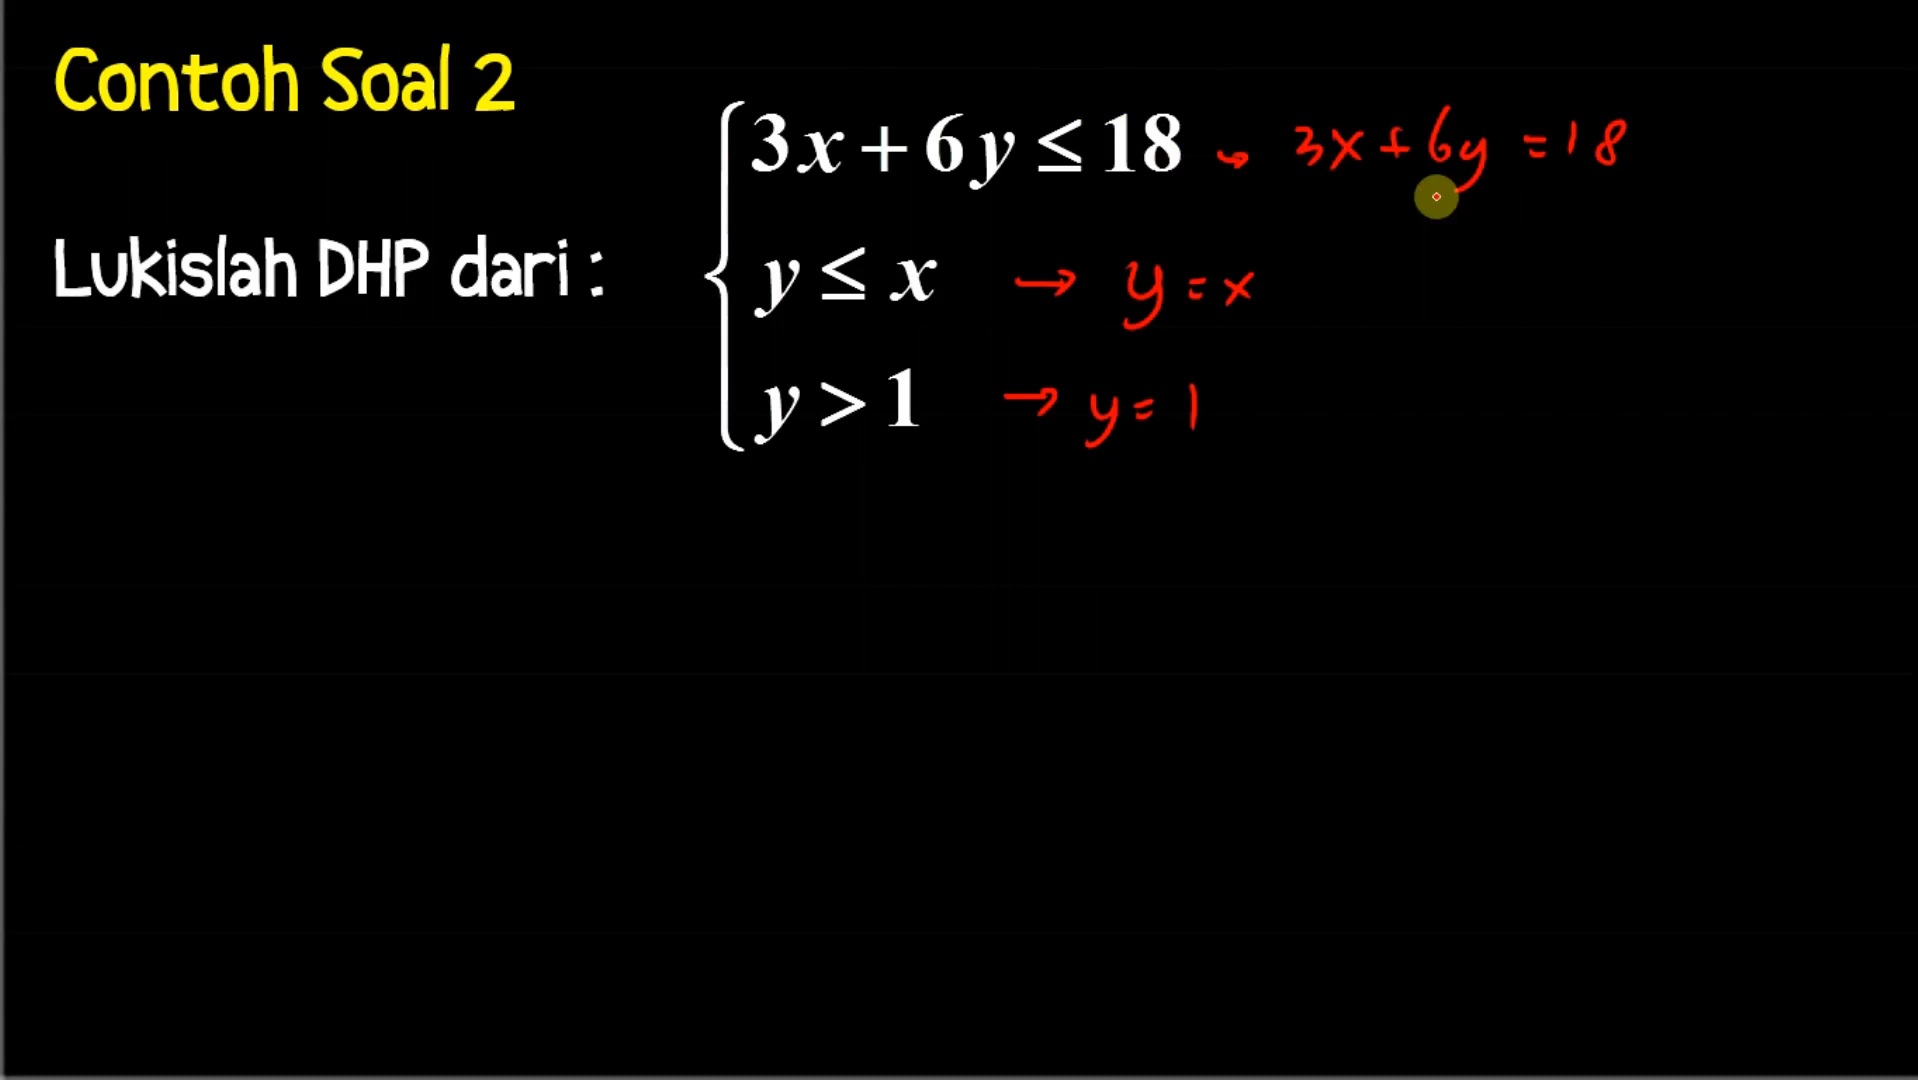 Contoh Soal 2
3x + 6y ≤ 18 → 3x + 6y = 18
Lukislah DHP dari :
y ≤ x → y = x
y > 1 → y = 1